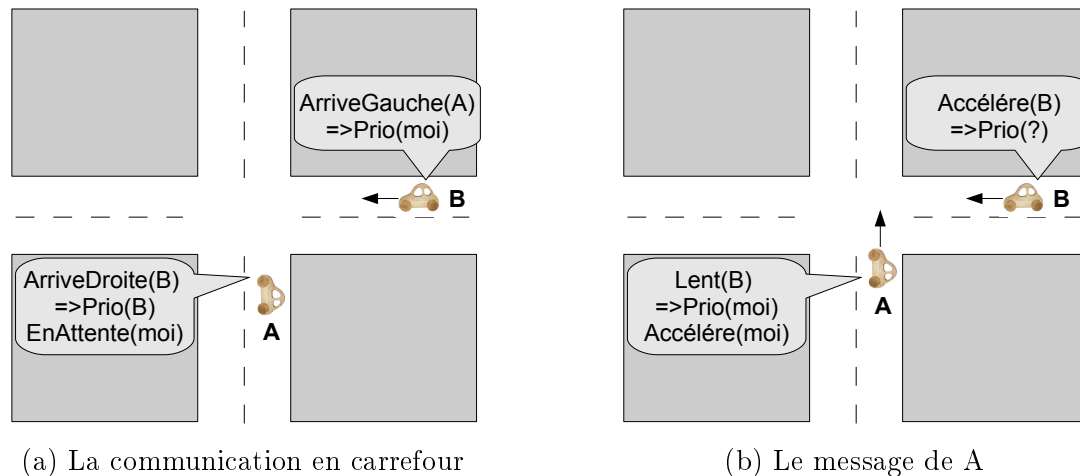 ArriveGauche(A)
=>Prio(moi)
B
ArriveDroite(B)
=>Prio(B)
EnAttente(moi)
A
(a) La communication en carrefour
Accélére(B)
=>Prio(?)
B
Lent(B)
=>Prio(moi)
Accélére(moi)
A
(b) Le message de A